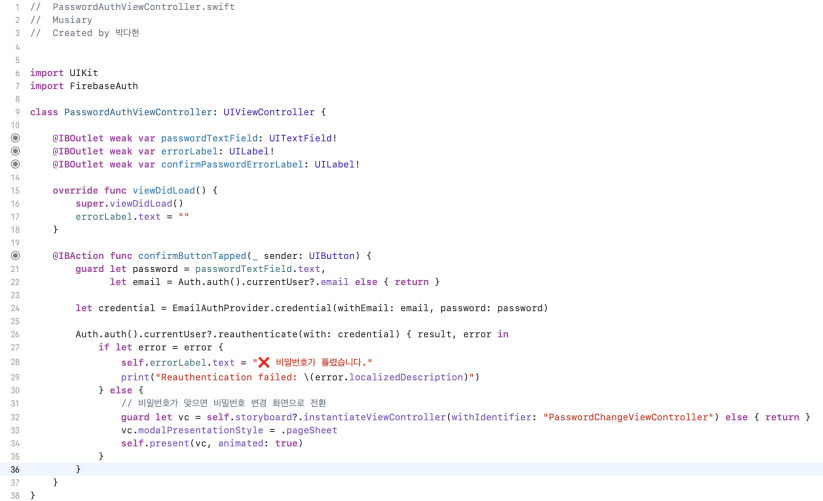 1 // PasswordAuthViewController.swift
2 // Musiary
3 // Created by 박다현
4
5
6 import UIKit
7 import FirebaseAuth
8
9 class PasswordAuthViewController: UIViewController {
10
@IBOutlet weak var passwordTextField: UITextField!
@IBOutlet weak var errorLabel: UILabel!
@IBOutlet weak var confirmPasswordErrorLabel: UILabel!
14
15 override func viewDidLoad() {
16 super.viewDidLoad()
17 errorLabel.text = ""
18 }
19
@IBAction func confirmButtonTapped(_ sender: UIButton) {
21 guard let password = passwordTextField.text,
22 let email = Auth.auth().currentUser?.email else { return }
23
24 let credential = EmailAuthProvider.credential(withEmail: email, password: password)
25
26 Auth.auth().currentUser?.reauthenticate(with: credential) { result, error in
27 if let error = error {
28 self.errorLabel.text = "❌ 비밀번호가 틀렸습니다."
29 print("Reauthentication failed: \(error.localizedDescription)")
30 } else {
31 // 비밀번호가 맞으면 비밀번호 변경 화면으로 전환
32 guard let vc = self.storyboard?.instantiateViewController(withIdentifier: "PasswordChangeViewController") else { return }
33 vc.modalPresentationStyle = .pageSheet
34 self.present(vc, animated: true)
35 }
36 }
37 }
38 }